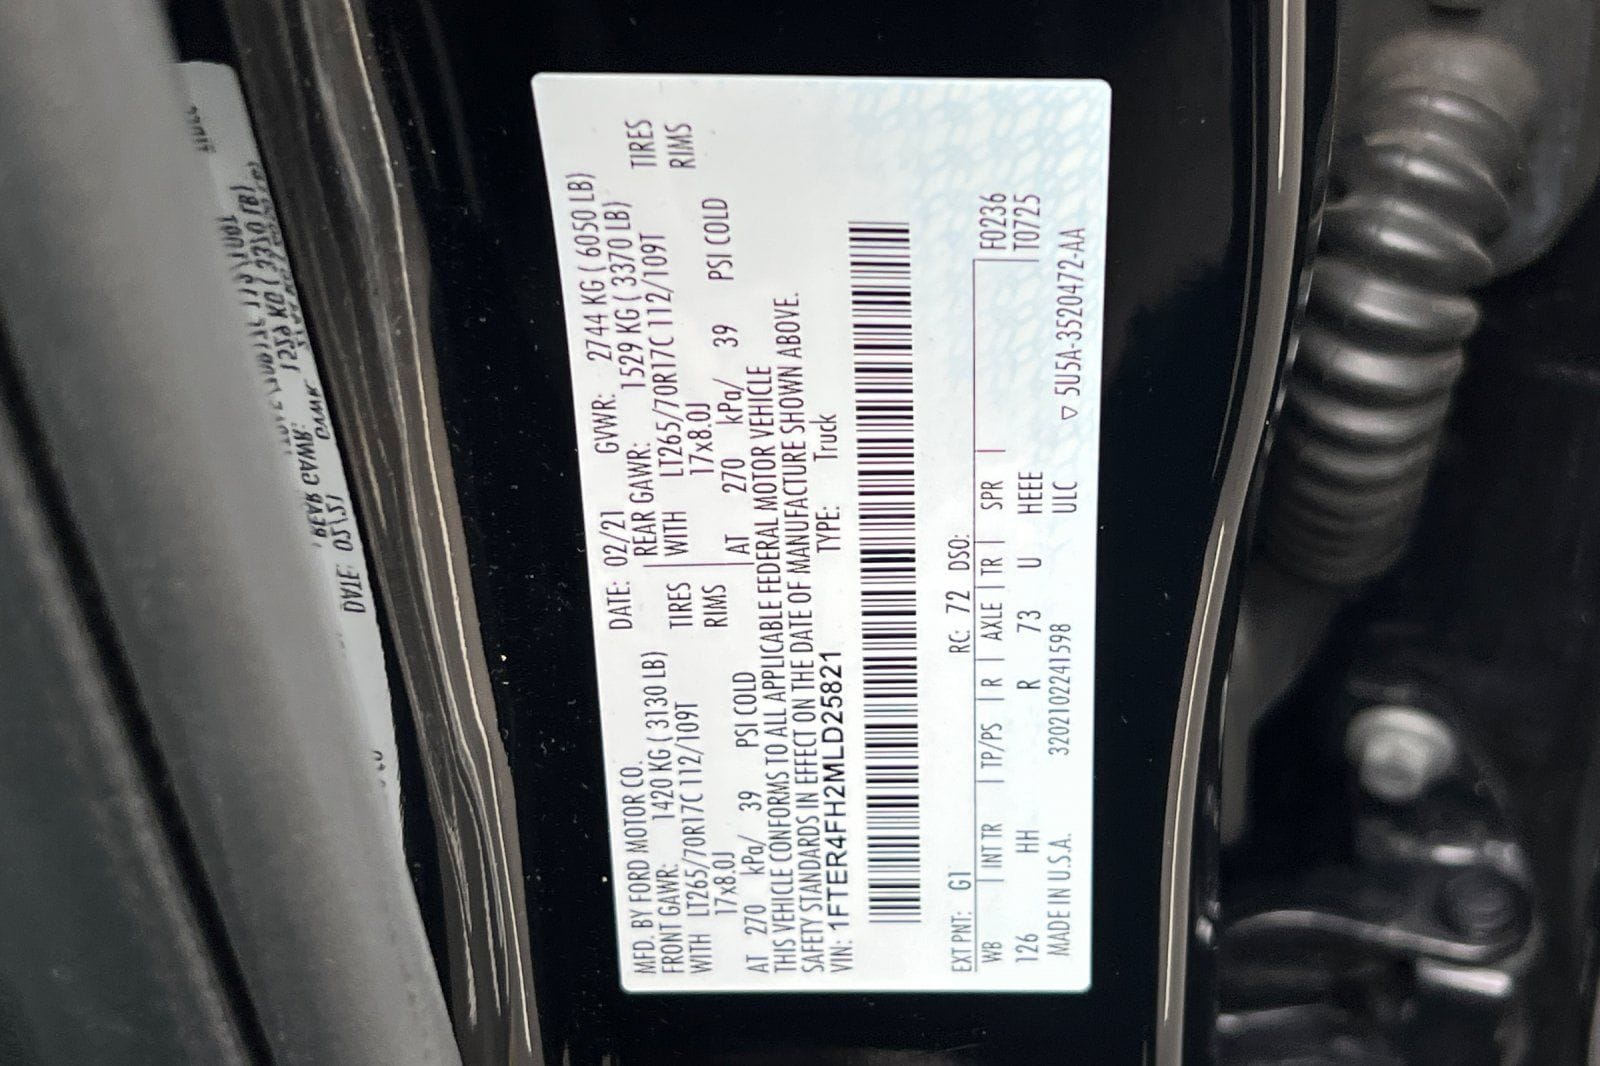 MFD. BY FORD MOTOR CO. DATE: 02/21 GVWR: 2744 KG ( 6050 LB)
FRONT GAWR: 1420 KG ( 3130 LB) REAR GAWR: 1529 KG ( 3370 LB)
WITH LT265/70R17C 112/109T TIRES WITH LT265/70R17C 112/109T TIRES
17x8.0J RIMS 17x8.0J RIMS
AT 270 kPa/ 39 PSI COLD AT 270 kPa/ 39 PSI COLD
THIS VEHICLE CONFORMS TO ALL APPLICABLE FEDERAL MOTOR VEHICLE
SAFETY STANDARDS IN EFFECT ON THE DATE OF MANUFACTURE SHOWN ABOVE.
VIN: 1FTER4FH2MLD25821 TYPE: Truck
EXT PNT: G1 RC: 72 DSO: F0236
WB INT TR TP/PS R AXLE TR SPR T0725
126 HH R 73 U HEEE
MADE IN U.S.A. 3202102241598 ULC ▽ 5U5A-3520472-AA